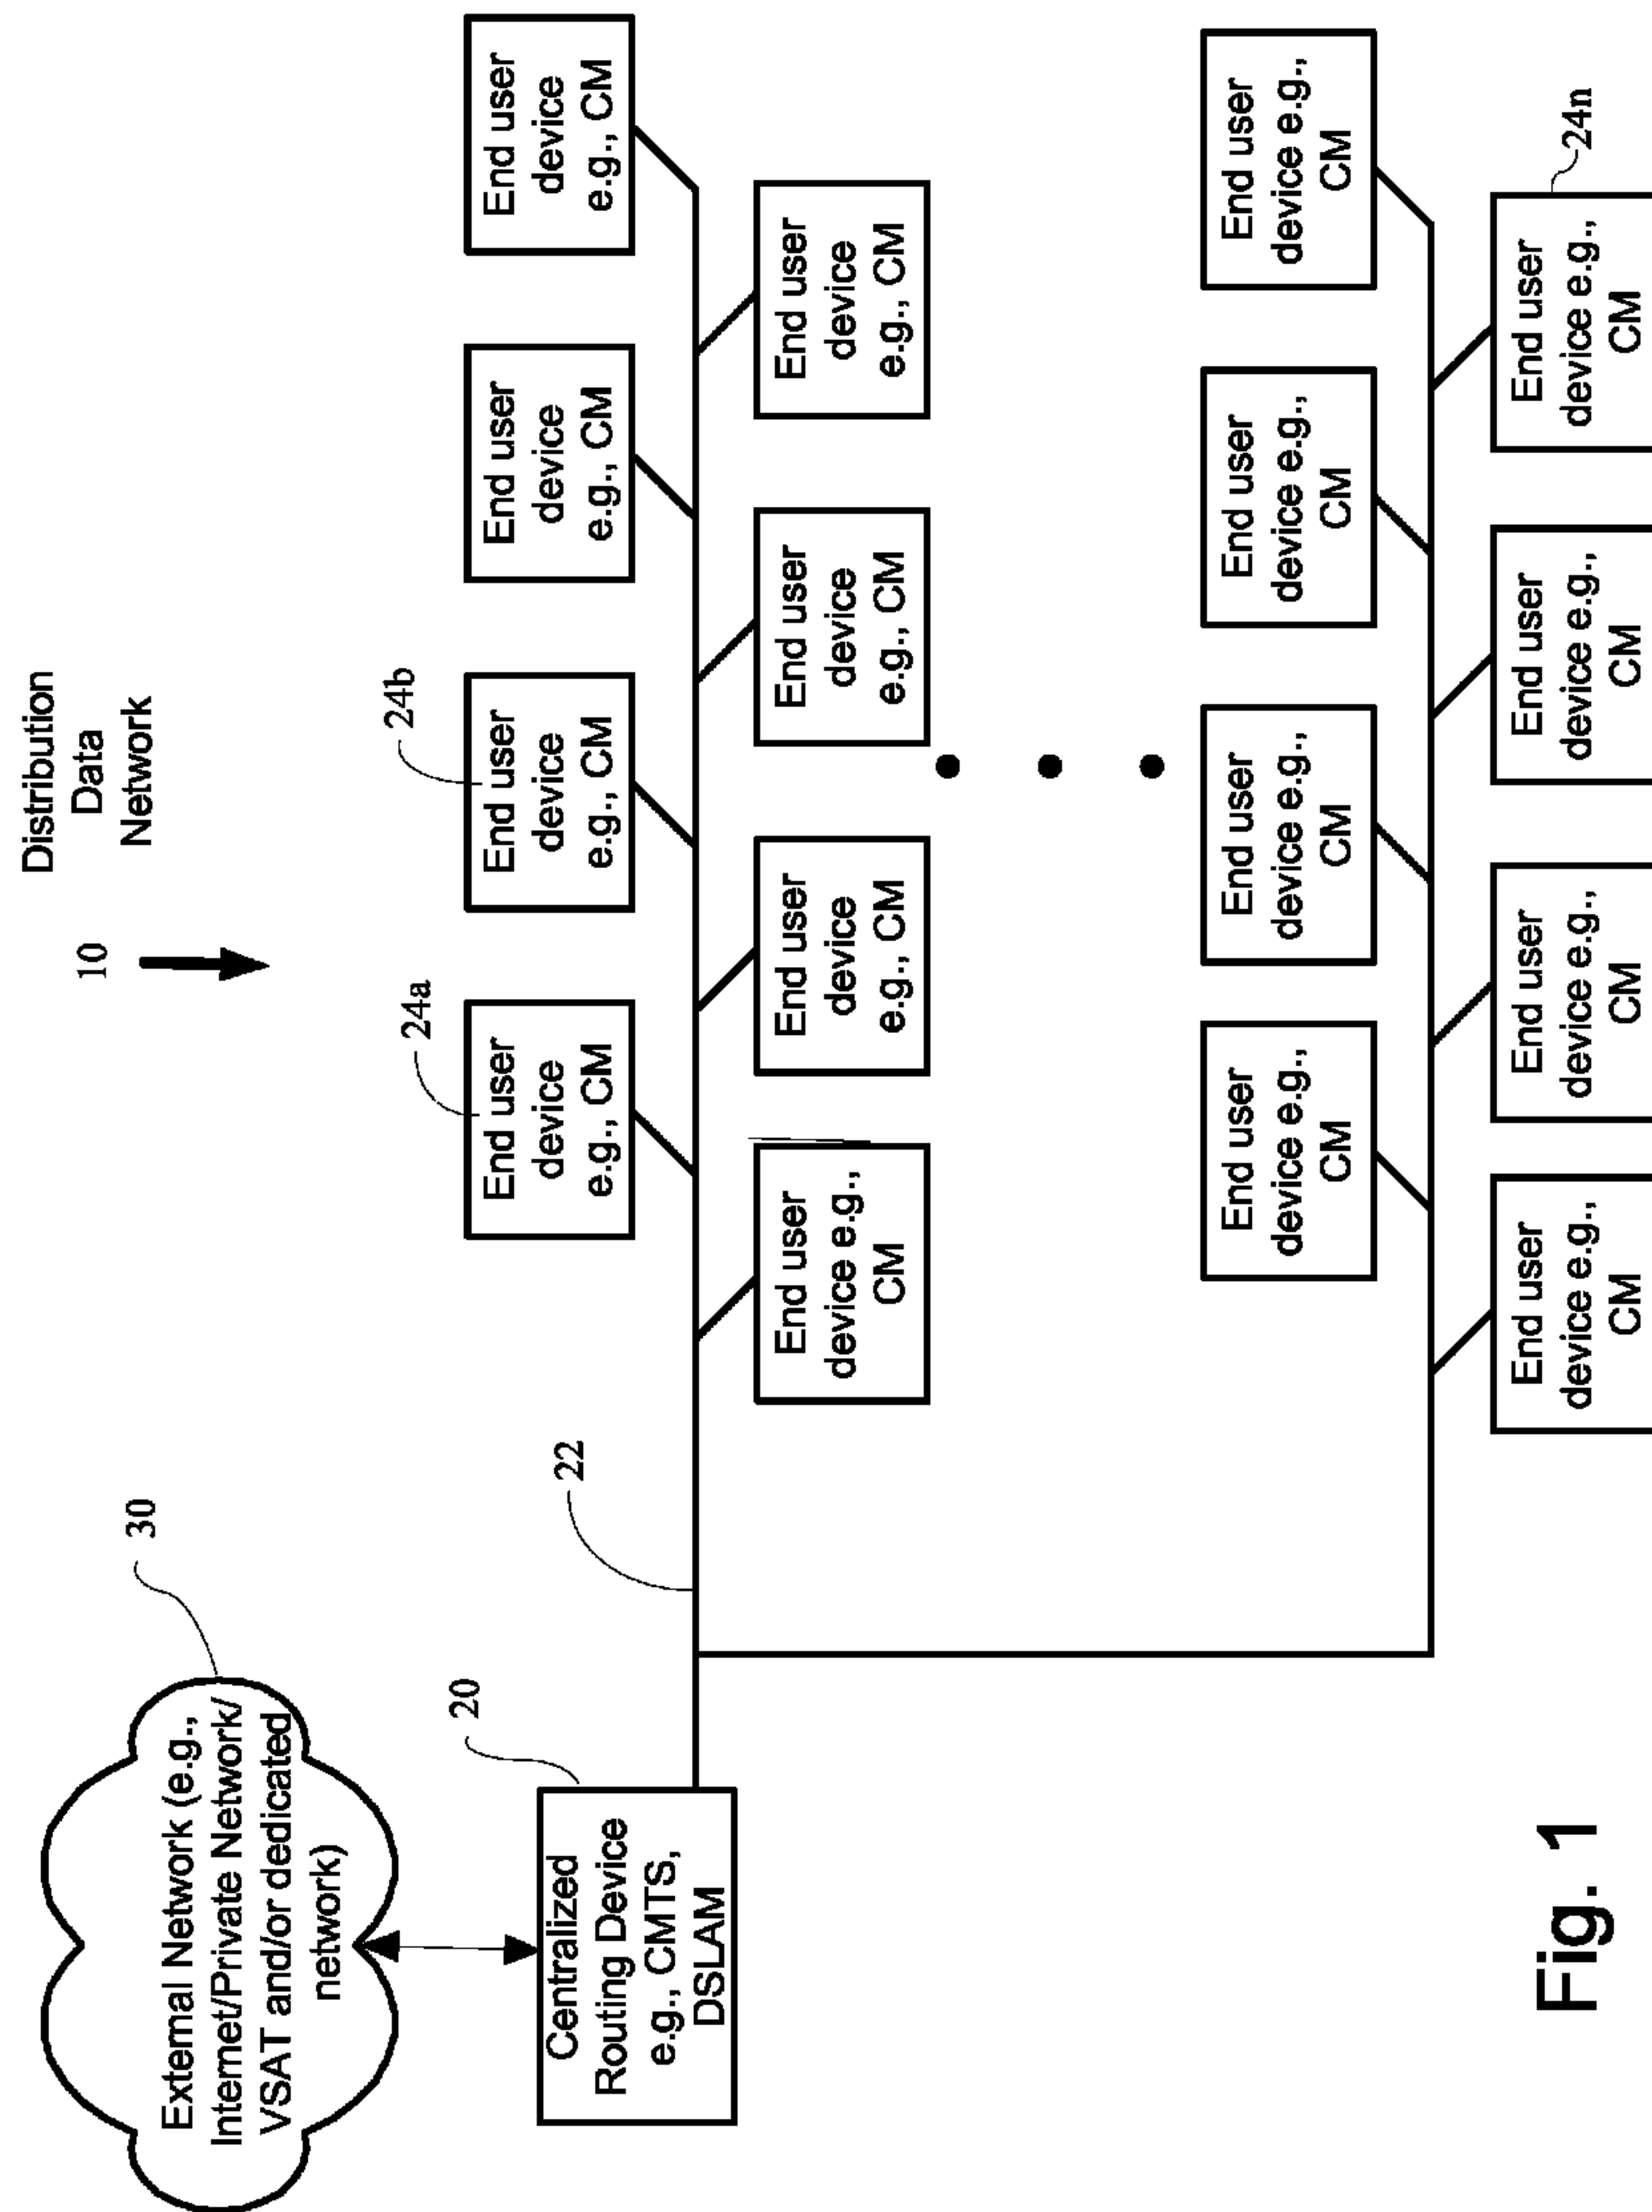 Distribution
Data
Network
10
External Network (e.g.,
Internet/Private Network/
VSAT and/or dedicated
network)
30
Centralized
Routing Device
e.g., CMTS,
DSLAM
20
22
24a
End user
device
e.g., CM
24b
End user
device
e.g., CM
End user
device
e.g., CM
End user
device
e.g., CM
End user
device e.g.,
CM
End user
device
e.g., CM
End user
device
e.g., CM
End user
device
e.g., CM
End user
device e.g.,
CM
End user
device e.g.,
CM
End user
device e.g.,
CM
End user
device e.g.,
CM
End user
device e.g.,
CM
End user
device e.g.,
CM
End user
device e.g.,
CM
End user
device e.g.,
CM
24n
Fig. 1